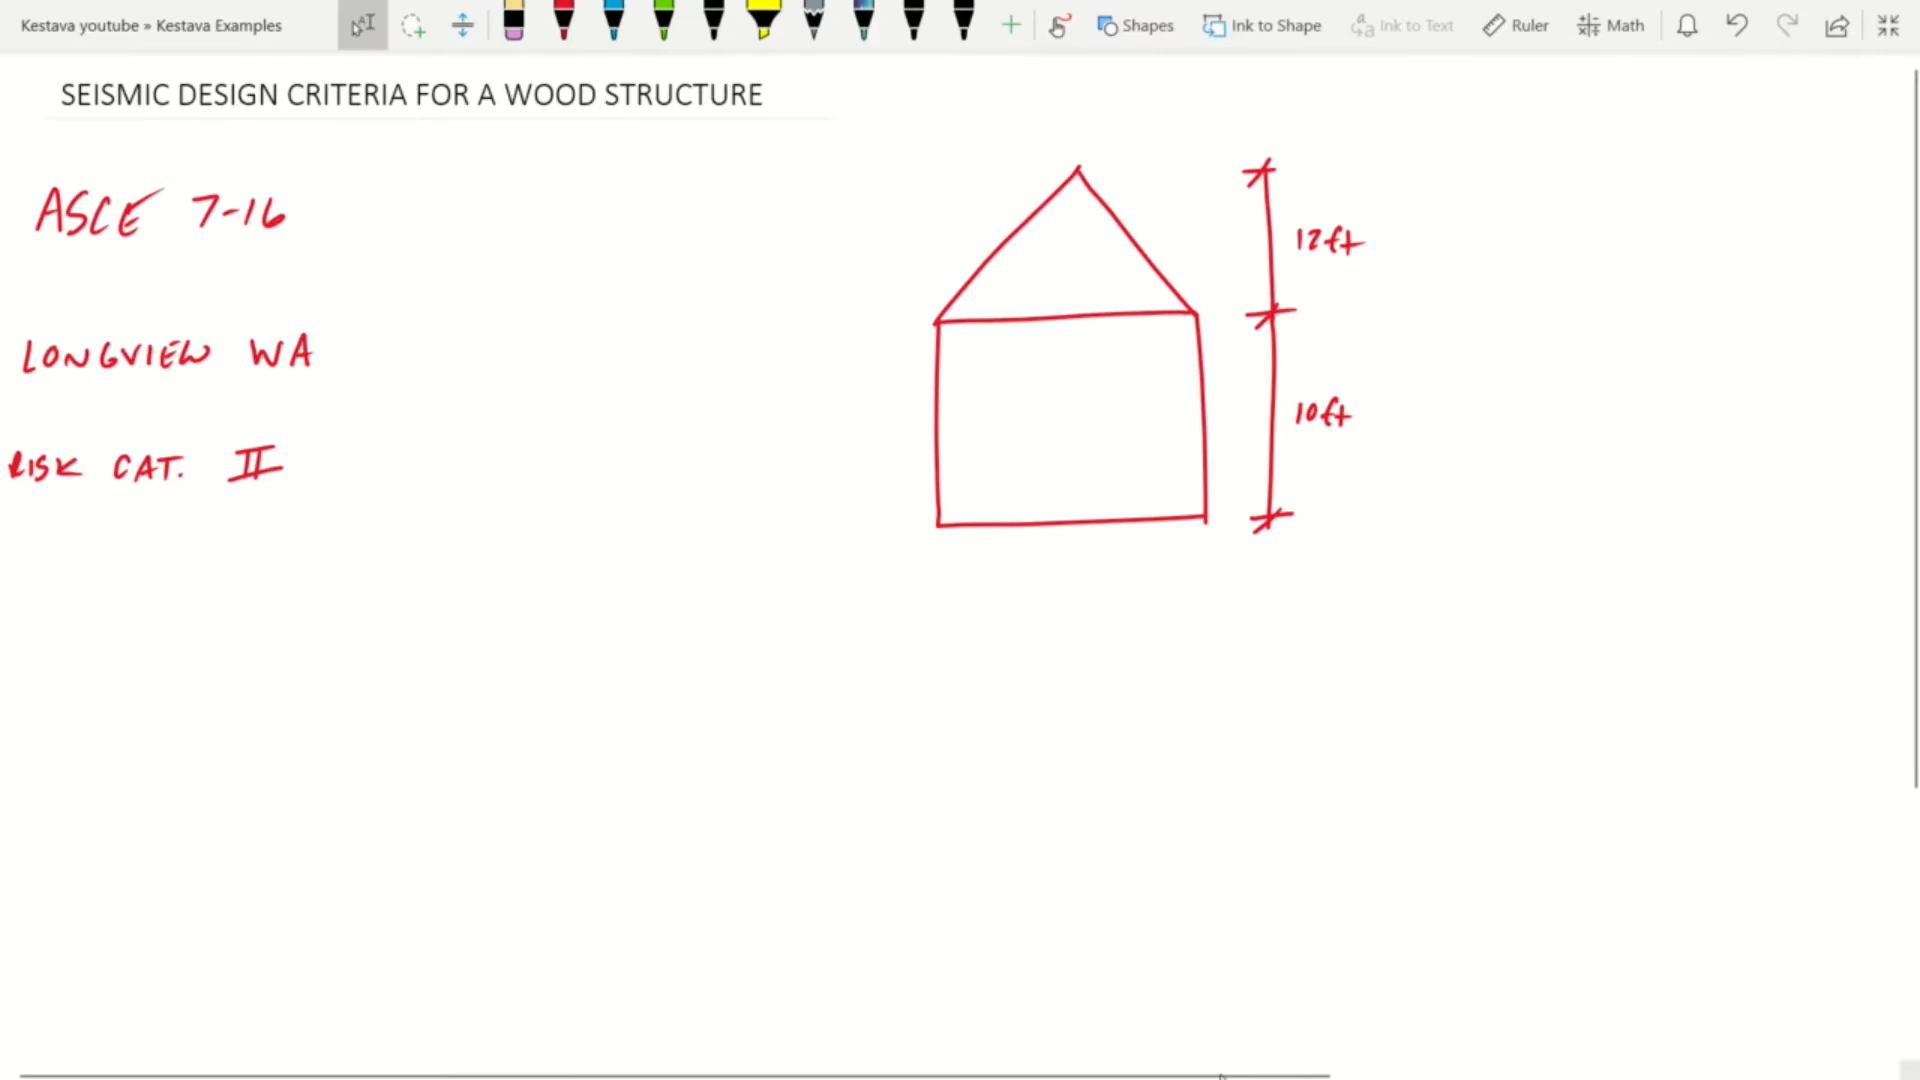 Kestava youtube » Kestava Examples
Shapes
Ink to Shape
Ink to Text
Ruler
Math
SEISMIC DESIGN CRITERIA FOR A WOOD STRUCTURE
ASCE 7-16
12ft
LONGVIEW WA
10ft
RISK CAT. II